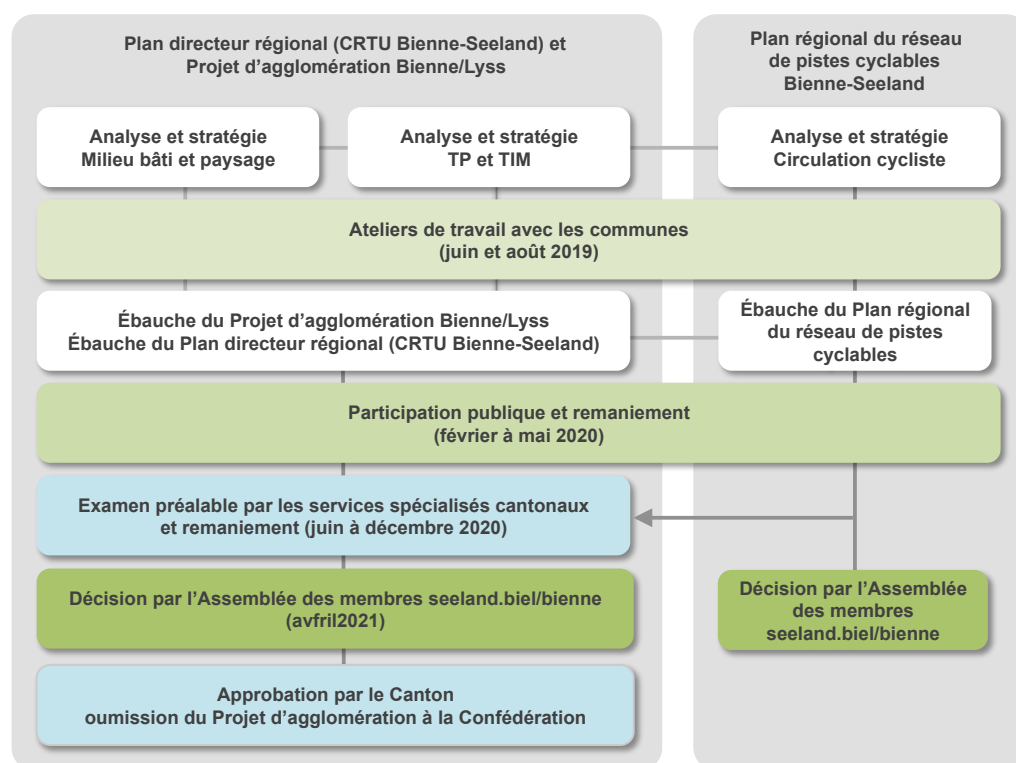 Plan directeur régional (CRTU Bienne-Seeland) et
Projet d'agglomération Bienne/Lyss
Plan régional du réseau
de pistes cyclables
Bienne-Seeland
Analyse et stratégie
Milieu bâti et paysage
Analyse et stratégie
TP et TIM
Analyse et stratégie
Circulation cycliste
Ateliers de travail avec les communes
(juin et août 2019)
Ébauche du Projet d'agglomération Bienne/Lyss
Ébauche du Plan directeur régional (CRTU Bienne-Seeland)
Ébauche du Plan régional
du réseau de pistes
cyclables
Participation publique et remaniement
(février à mai 2020)
Examen préalable par les services spécialisés cantonaux
et remaniement (juin à décembre 2020)
Décision par l'Assemblée des membres seeland.biel/bienne
(avfril2021)
Décision par l'Assemblée
des membres
seeland.biel/bienne
Approbation par le Canton
oumission du Projet d'agglomération à la Confédération